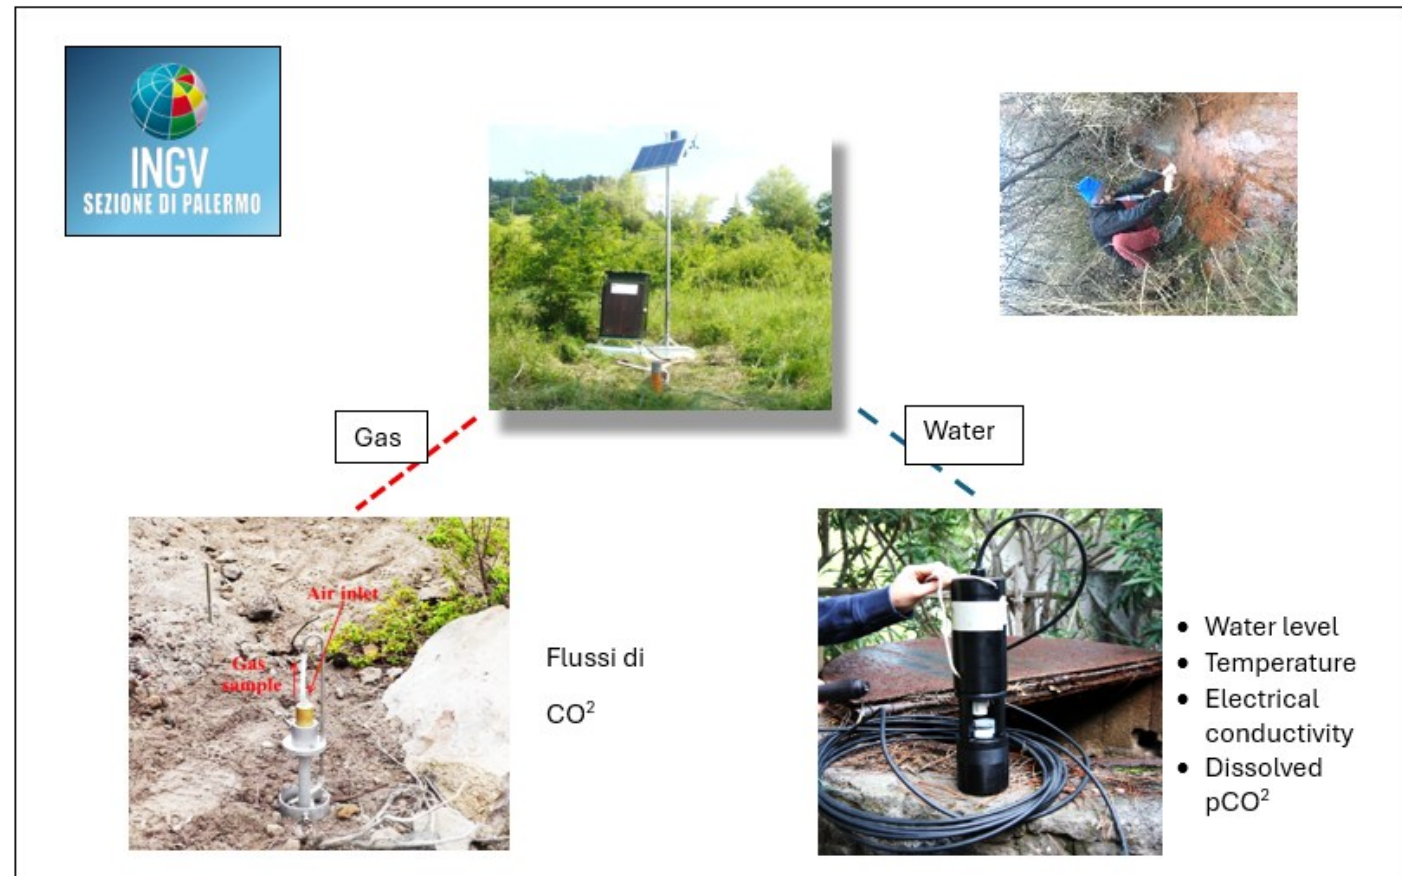 INGV
SEZIONE DI PALERMO
Gas
Water
Air inlet
Gas
sample
Flussi di
CO²
• Water level
• Temperature
• Electrical
conductivity
• Dissolved
pCO²